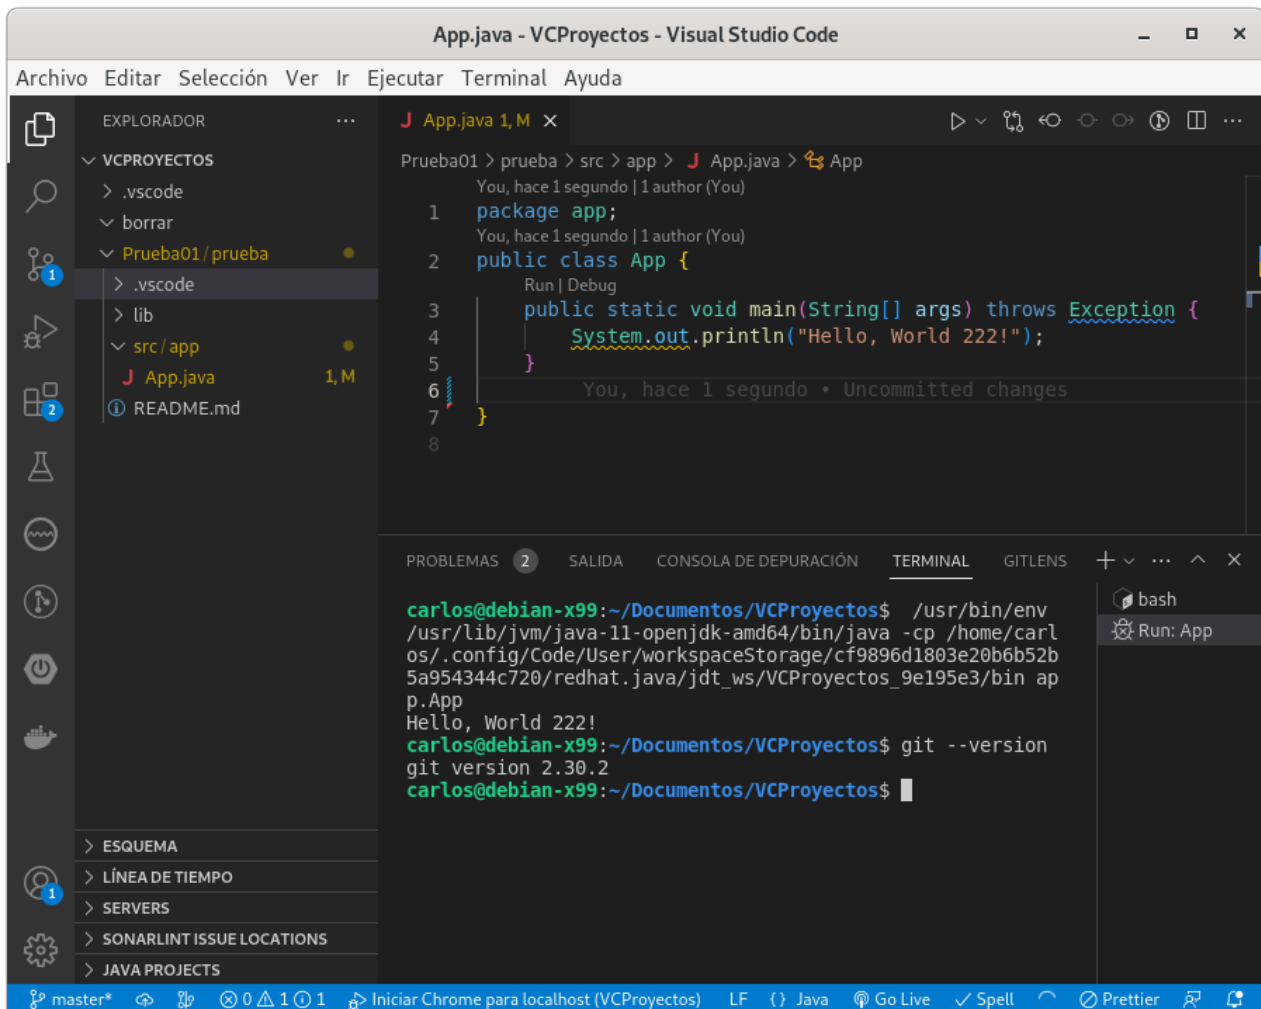 App.java - VCProyectos - Visual Studio Code
Archivo Editar Selección Ver Ir Ejecutar Terminal Ayuda
EXPLORADOR
VCPROYECTOS
.vscode
borrar
Prueba01 / prueba
.vscode
lib
src / app
J App.java 1, M
README.md
ESQUEMA
LÍNEA DE TIEMPO
SERVERS
SONARLINT ISSUE LOCATIONS
JAVA PROJECTS
1
2
1
J App.java 1, M
Prueba01 > prueba > src > app > J App.java > App
You, hace 1 segundo | 1 author (You)
1 package app;
You, hace 1 segundo | 1 author (You)
2 public class App {
Run | Debug
3 public static void main(String[] args) throws Exception {
4 System.out.println("Hello, World 222!");
5 }
6 You, hace 1 segundo • Uncommitted changes
7 }
8
PROBLEMAS 2 SALIDA CONSOLA DE DEPURACIÓN TERMINAL GITLENS
carlos@debian-x99:~/Documentos/VCProyectos$ /usr/bin/env
/usr/lib/jvm/java-11-openjdk-amd64/bin/java -cp /home/carl
os/.config/Code/User/workspaceStorage/cf9896d1803e20b6b52b
5a954344c720/redhat.java/jdt_ws/VCProyectos_9e195e3/bin ap
p.App
Hello, World 222!
carlos@debian-x99:~/Documentos/VCProyectos$ git --version
git version 2.30.2
carlos@debian-x99:~/Documentos/VCProyectos$
bash
Run: App
master* 0 1 1 Iniciar Chrome para localhost (VCProyectos) LF {} Java Go Live Spell Prettier